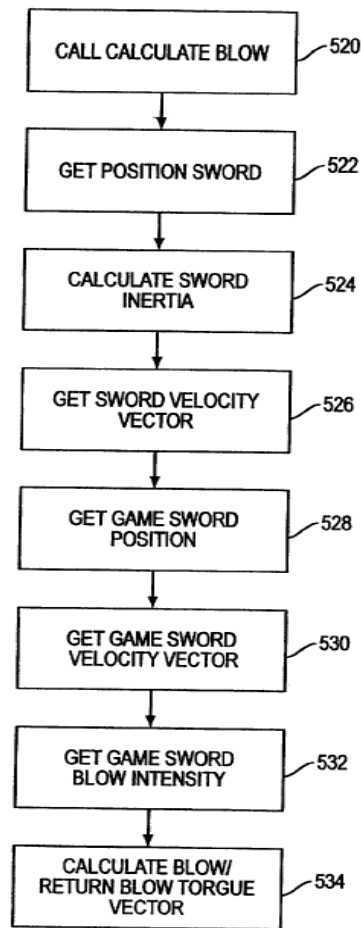 CALL CALCULATE BLOW
520
GET POSITION SWORD
522
CALCULATE SWORD
INERTIA
524
GET SWORD VELOCITY
VECTOR
526
GET GAME SWORD
POSITION
528
GET GAME SWORD
VELOCITY VECTOR
530
GET GAME SWORD
BLOW INTENSITY
532
CALCULATE BLOW/
RETURN BLOW TORGUE
VECTOR
534